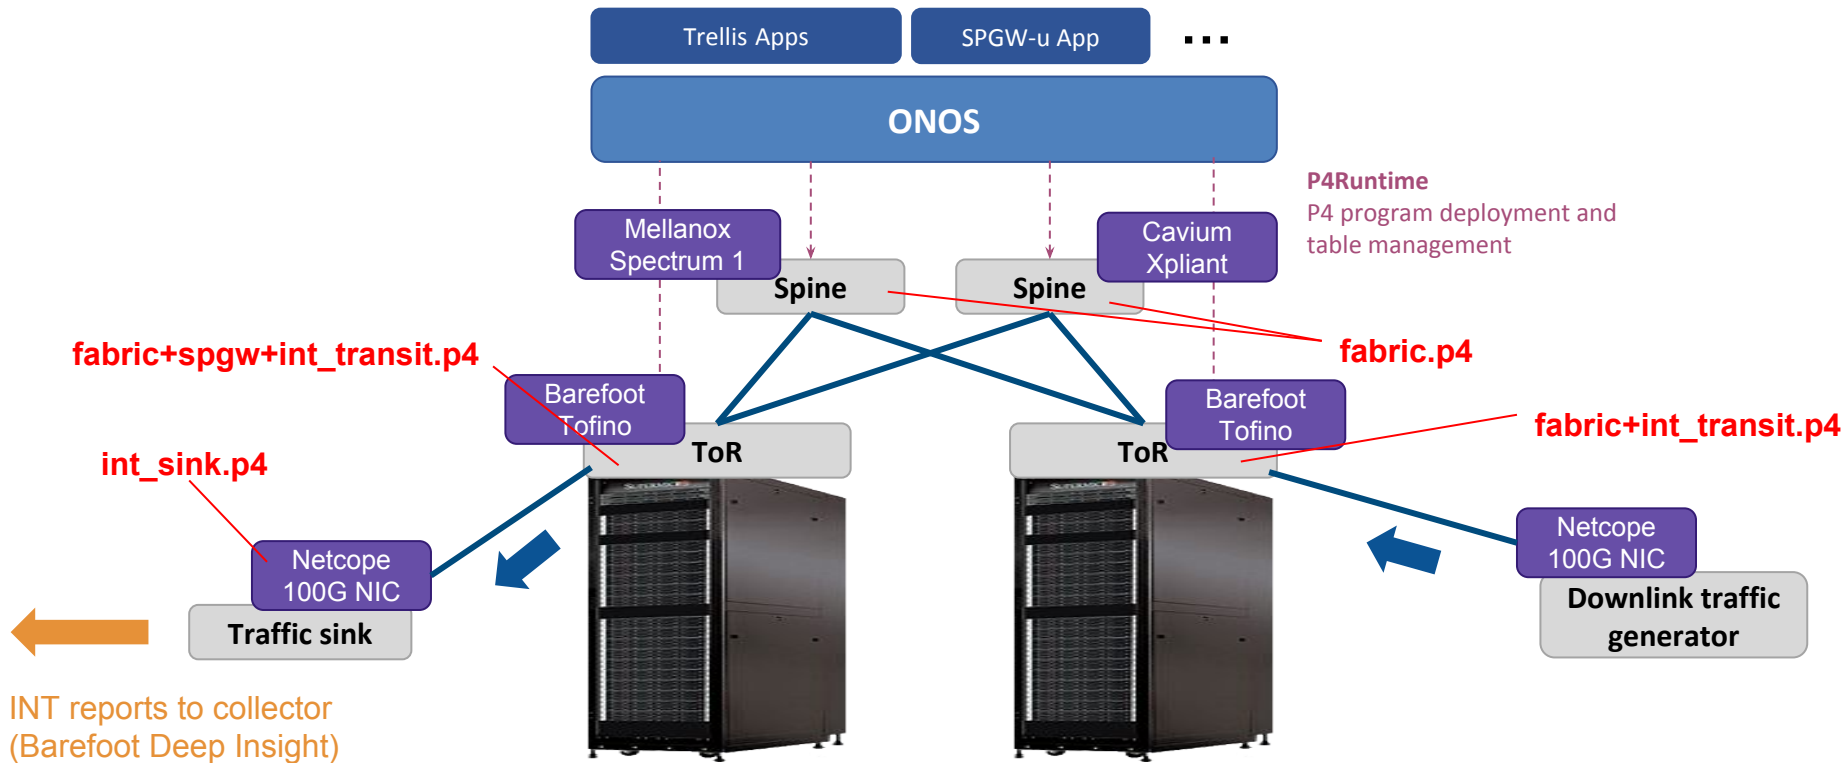 Trellis Apps
SPGW-u App
...
ONOS
P4Runtime
P4 program deployment and
table management
Mellanox
Spectrum 1
Cavium
Xpliant
Spine
Spine
fabric+spgw+int_transit.p4
fabric.p4
Barefoot
Tofino
Barefoot
Tofino
fabric+int_transit.p4
ToR
ToR
int_sink.p4
Netcope
100G NIC
Netcope
100G NIC
Traffic sink
Downlink traffic
generator
INT reports to collector
(Barefoot Deep Insight)